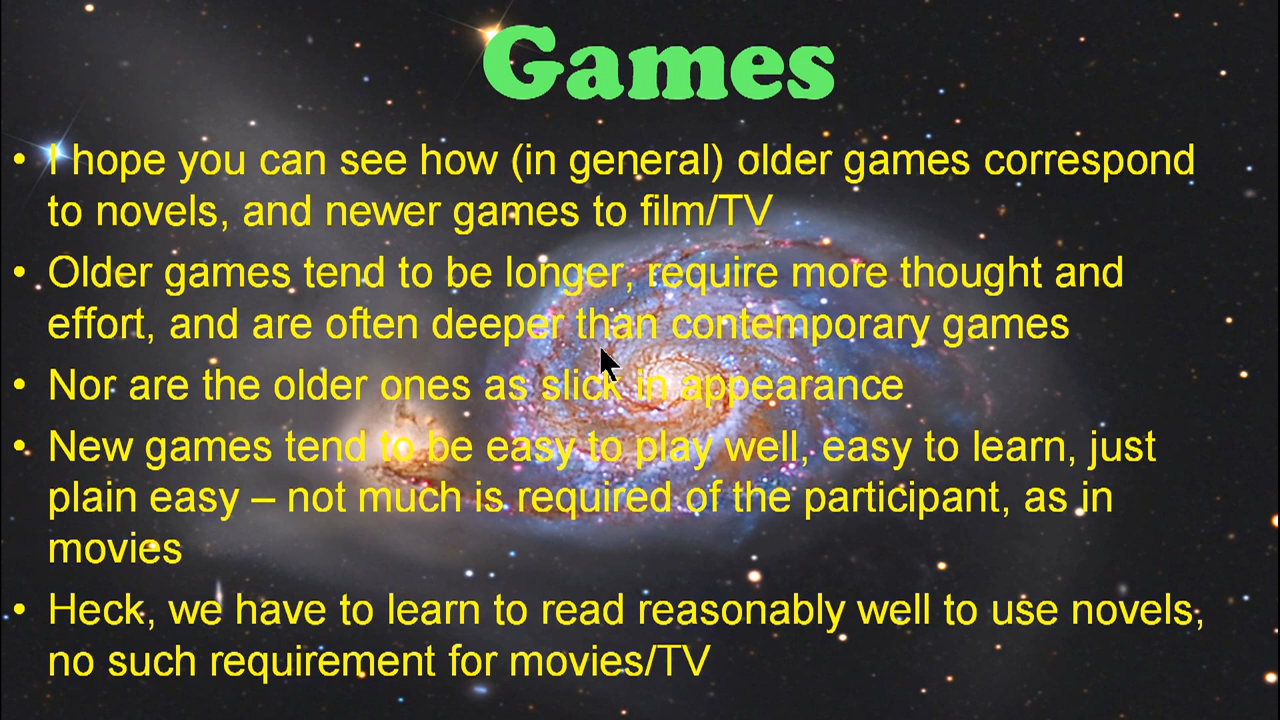 Games
• I hope you can see how (in general) older games correspond
to novels, and newer games to film/TV
• Older games tend to be longer, require more thought and
effort, and are often deeper than contemporary games
• Nor are the older ones as slick in appearance
• New games tend to be easy to play well, easy to learn, just
plain easy – not much is required of the participant, as in
movies
• Heck, we have to learn to read reasonably well to use novels,
no such requirement for movies/TV